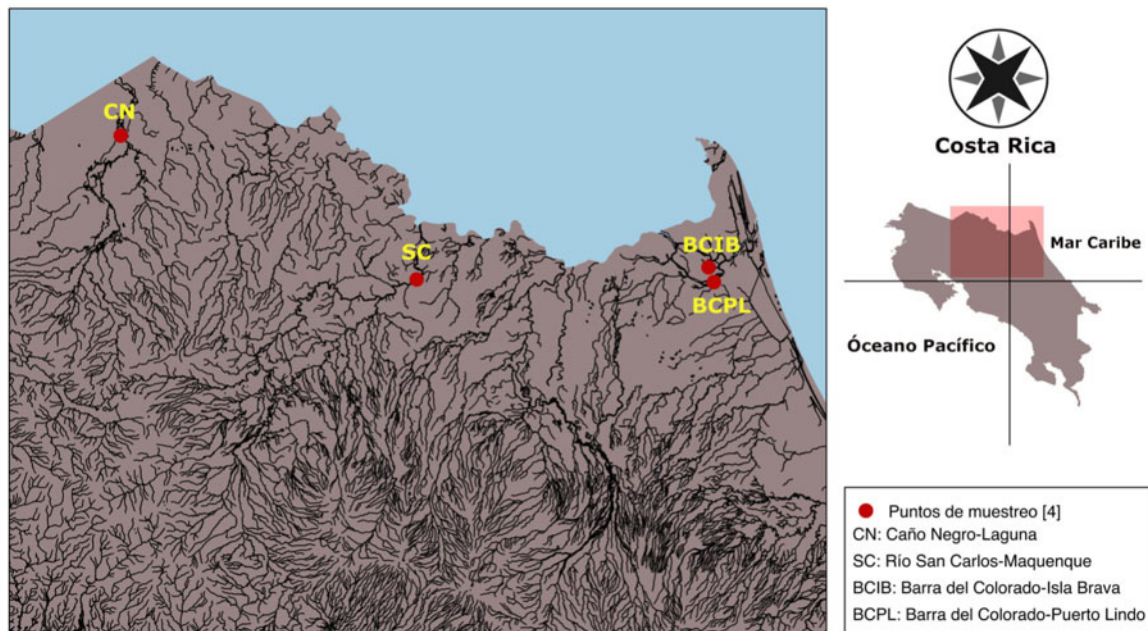 CN
SC
BCIB
BCPL
Costa Rica
Mar Caribe
Óceano Pacífico
Puntos de muestreo [4]
CN: Caño Negro-Laguna
SC: Río San Carlos-Maquenque
BCIB: Barra del Colorado-Isla Brava
BCPL: Barra del Colorado-Puerto Lindo